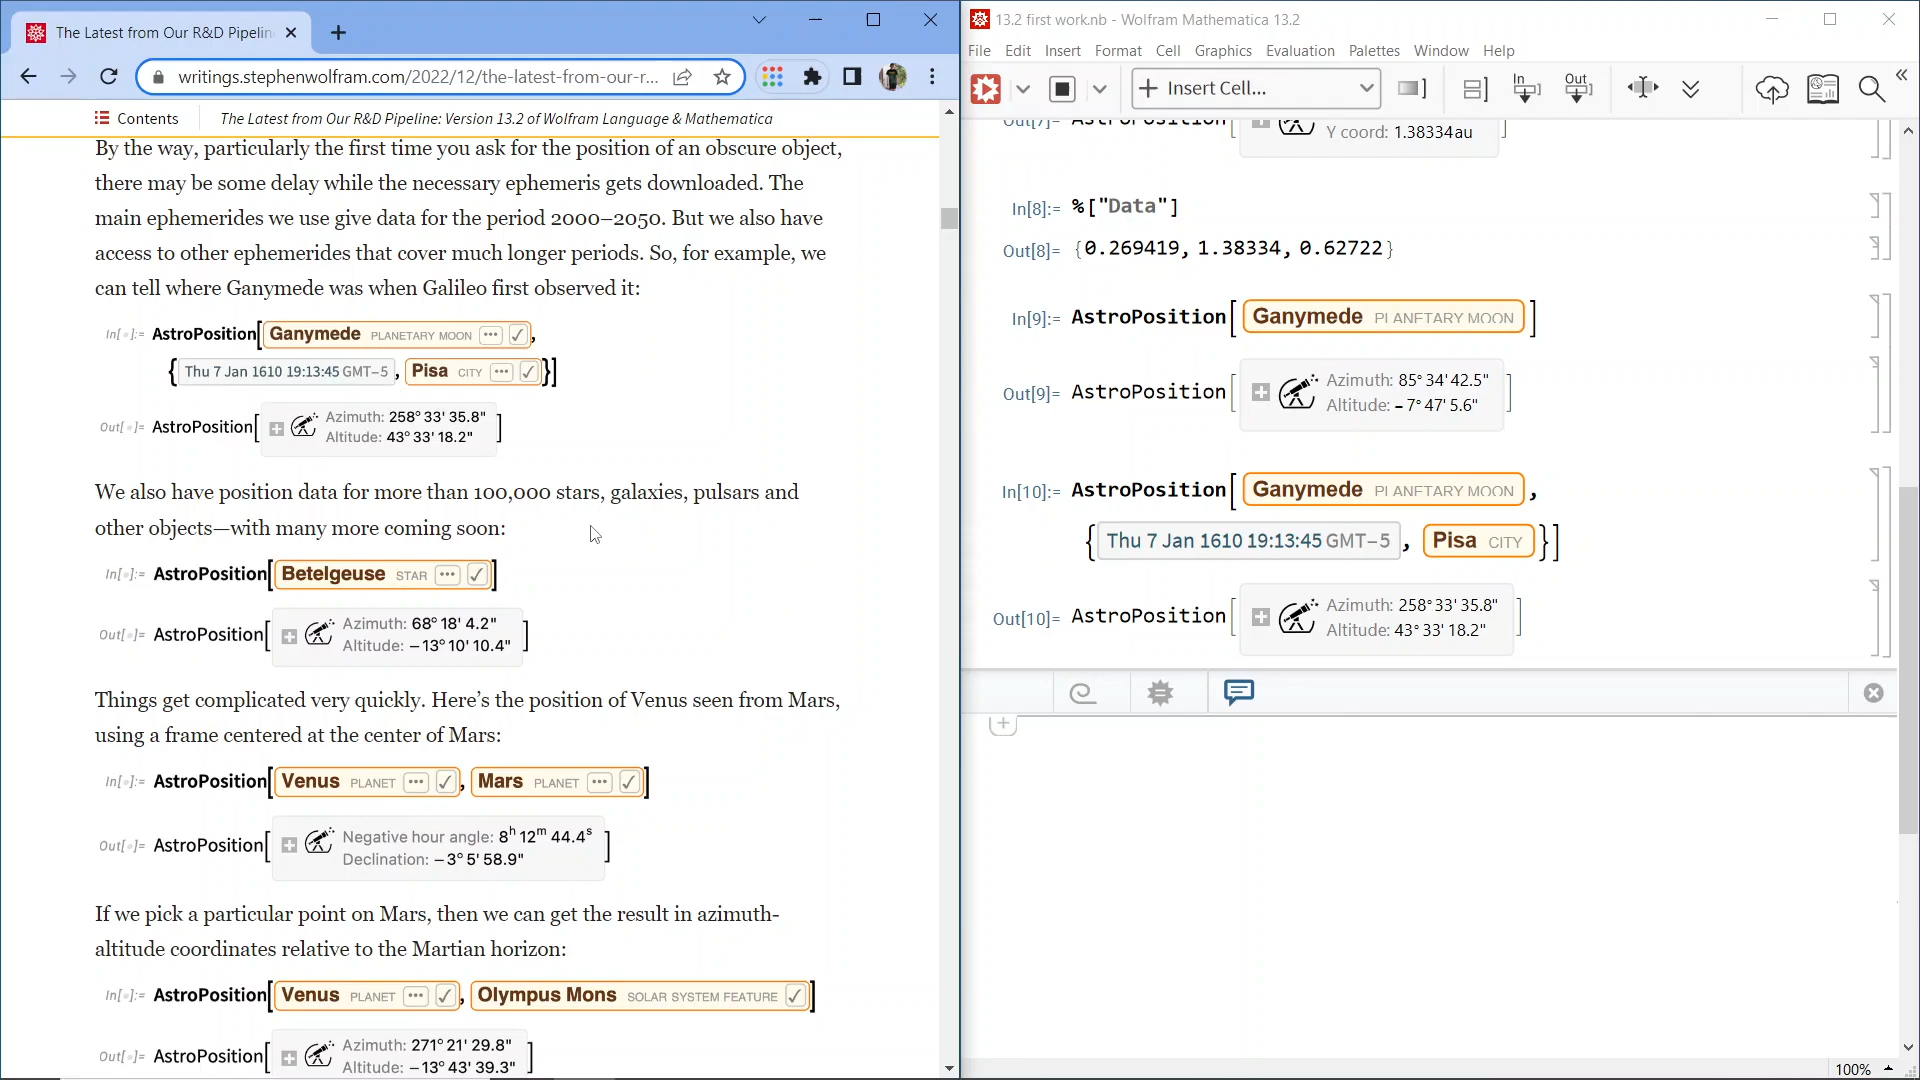 The Latest from Our R&D Pipelin
writings.stephenwolfram.com/2022/12/the-latest-from-our-r...
Contents
The Latest from Our R&D Pipeline: Version 13.2 of Wolfram Language & Mathematica
By the way, particularly the first time you ask for the position of an obscure object,
there may be some delay while the necessary ephemeris gets downloaded. The
main ephemerides we use give data for the period 2000–2050. But we also have
access to other ephemerides that cover much longer periods. So, for example, we
can tell where Ganymede was when Galileo first observed it:
In[•]:= AstroPosition[Ganymede PLANETARY MOON ••• ✓,
{Thu 7 Jan 1610 19:13:45 GMT−5, Pisa CITY ••• ✓}]
Out[•]= AstroPosition[ + Azimuth: 258° 33' 35.8"
Altitude: 43° 33' 18.2" ]
We also have position data for more than 100,000 stars, galaxies, pulsars and
other objects—with many more coming soon:
In[•]:= AstroPosition[Betelgeuse STAR ••• ✓]
Out[•]= AstroPosition[ + Azimuth: 68° 18' 4.2"
Altitude: −13° 10' 10.4" ]
Things get complicated very quickly. Here’s the position of Venus seen from Mars,
using a frame centered at the center of Mars:
In[•]:= AstroPosition[Venus PLANET ••• ✓, Mars PLANET ••• ✓]
Out[•]= AstroPosition[ + Negative hour angle: 8h 12m 44.4s
Declination: −3° 5' 58.9" ]
If we pick a particular point on Mars, then we can get the result in azimuth-
altitude coordinates relative to the Martian horizon:
In[•]:= AstroPosition[Venus PLANET ••• ✓, Olympus Mons SOLAR SYSTEM FEATURE ✓]
Out[•]= AstroPosition[ + Azimuth: 271° 21' 29.8"
Altitude: −13° 43' 39.3" ]
13.2 first work.nb - Wolfram Mathematica 13.2
File Edit Insert Format Cell Graphics Evaluation Palettes Window Help
Insert Cell...
In
Out
Out[7]= AstroPosition[ + Y coord: 1.38334au ]
In[8]:= %["Data"]
Out[8]= {0.269419, 1.38334, 0.62722}
In[9]:= AstroPosition[Ganymede PLANETARY MOON]
Out[9]= AstroPosition[ + Azimuth: 85° 34' 42.5"
Altitude: −7° 47' 5.6" ]
In[10]:= AstroPosition[Ganymede PLANETARY MOON,
{Thu 7 Jan 1610 19:13:45 GMT−5, Pisa CITY}]
Out[10]= AstroPosition[ + Azimuth: 258° 33' 35.8"
Altitude: 43° 33' 18.2" ]
100%